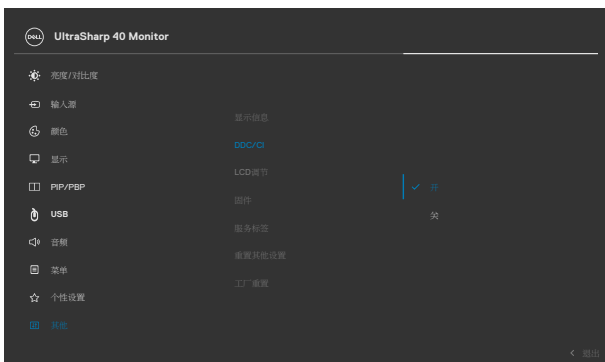 DELL UltraSharp 40 Monitor
亮度/对比度
输入源
颜色
显示
PIP/PBP
USB
音频
菜单
个性设置
其他
显示信息
DDC/CI
LCD调节
固件
服务标签
重置其他设置
工厂重置
开
关
退出